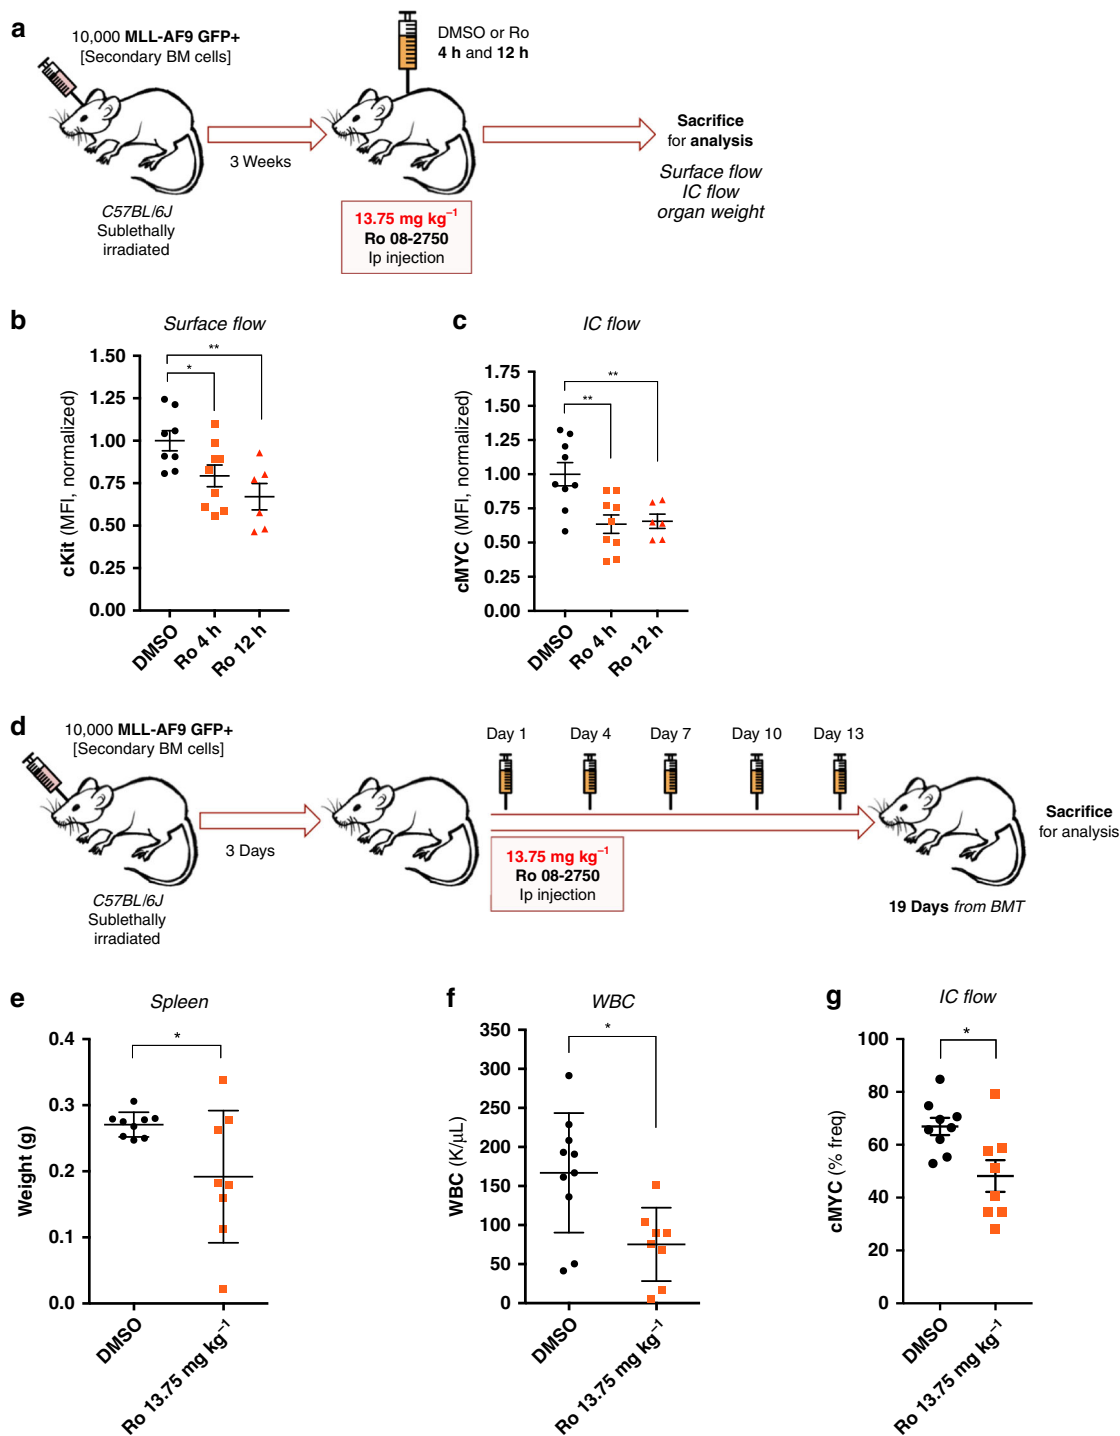 a
10,000 MLL-AF9 GFP+
[Secondary BM cells]
DMSO or Ro
4 h and 12 h
3 Weeks
Sacrifice
for analysis
Surface flow
IC flow
organ weight
C57BL/6J
Sublethally
irradiated
13.75 mg kg⁻¹
Ro 08-2750
Ip injection
b
Surface flow
**
*
1.50
1.25
1.00
0.75
0.50
0.25
0.00
cKit (MFI, normalized)
DMSO
Ro 4 h
Ro 12 h
c
IC flow
**
**
1.75
1.50
1.25
1.00
0.75
0.50
0.25
0.00
cMYC (MFI, normalized)
DMSO
Ro 4 h
Ro 12 h
d
10,000 MLL-AF9 GFP+
[Secondary BM cells]
Day 1
Day 4
Day 7
Day 10
Day 13
3 Days
13.75 mg kg⁻¹
Ro 08-2750
Ip injection
Sacrifice
for analysis
C57BL/6J
Sublethally
irradiated
19 Days from BMT
e
Spleen
*
0.4
0.3
0.2
0.1
0.0
Weight (g)
DMSO
Ro 13.75 mg kg⁻¹
f
WBC
*
350
300
250
200
150
100
50
0
WBC (K/μL)
DMSO
Ro 13.75 mg kg⁻¹
g
IC flow
*
100
80
60
40
20
0
cMYC (% freq)
DMSO
Ro 13.75 mg kg⁻¹